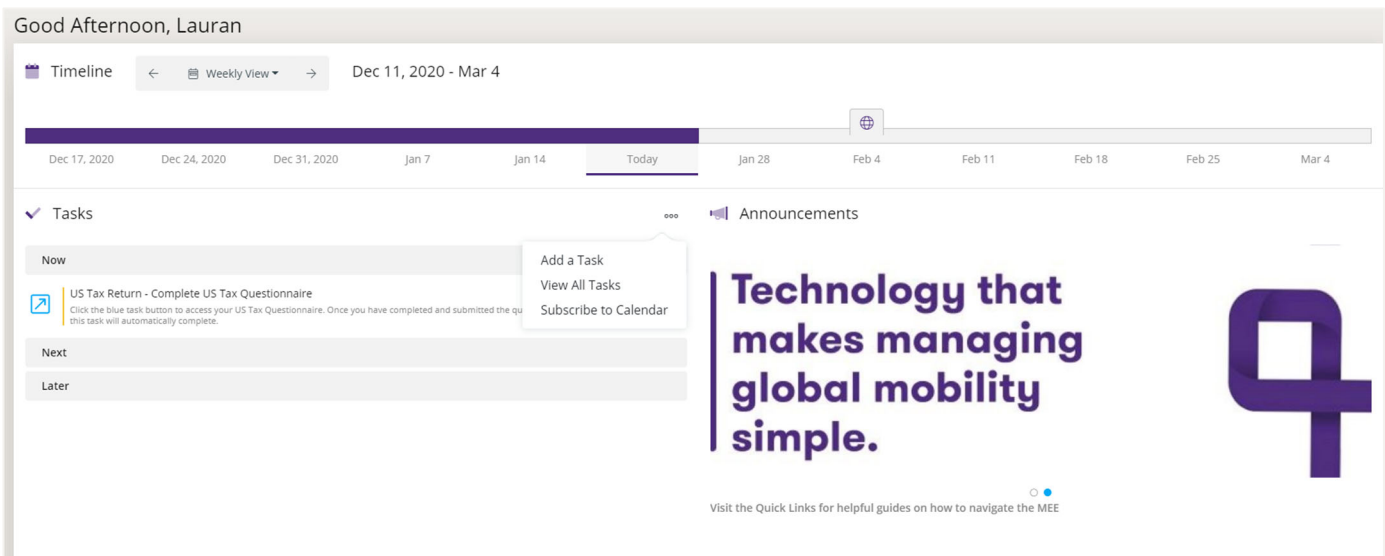 Good Afternoon, Lauran
Timeline
Weekly View
Dec 11, 2020 - Mar 4
Dec 17, 2020 Dec 24, 2020 Dec 31, 2020 Jan 7 Jan 14 Today Jan 28 Feb 4 Feb 11 Feb 18 Feb 25 Mar 4
Tasks
Now
US Tax Return - Complete US Tax Questionnaire
Click the blue task button to access your US Tax Questionnaire. Once you have completed and submitted the qu
this task will automatically complete.
Next
Later
Add a Task
View All Tasks
Subscribe to Calendar
Announcements
Technology that
makes managing
global mobility
simple.
Visit the Quick Links for helpful guides on how to navigate the MEE